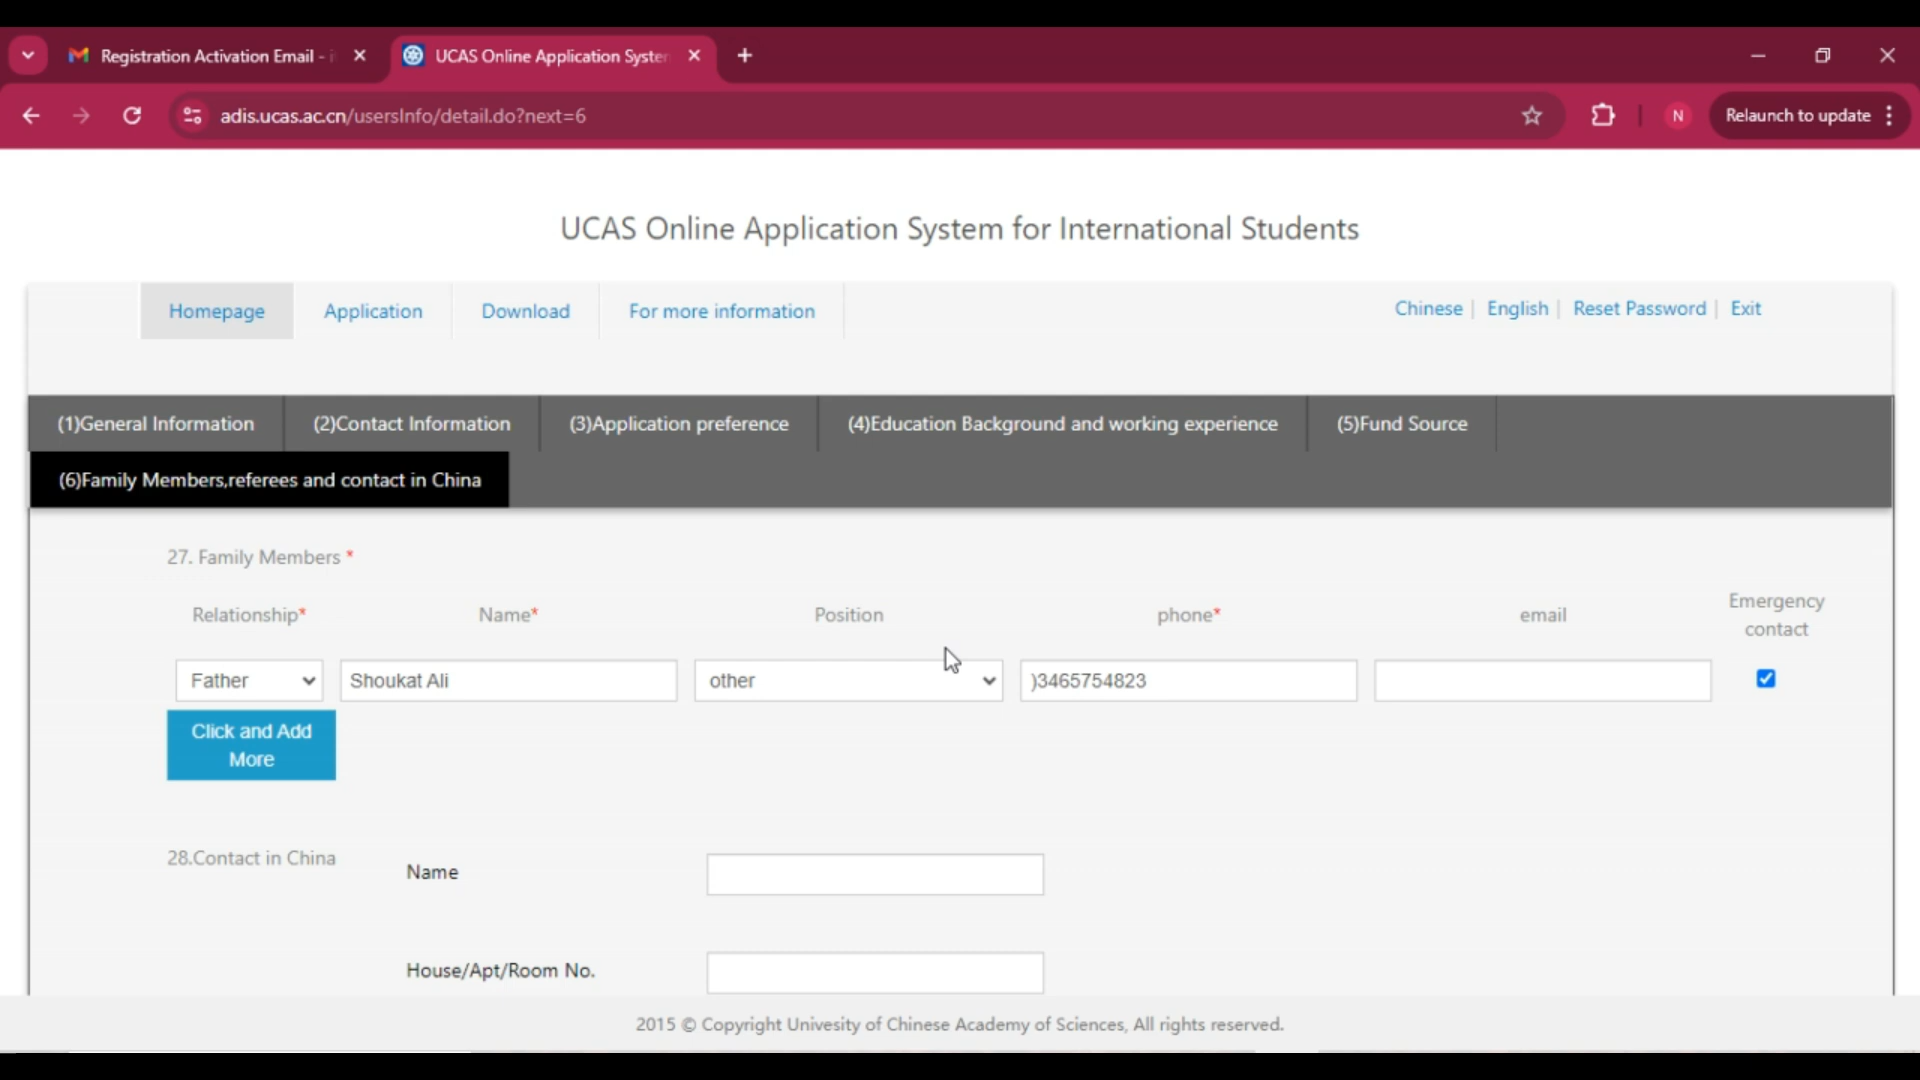 Registration Activation Email -
UCAS Online Application System
adis.ucas.ac.cn/usersInfo/detail.do?next=6
N
Relaunch to update
UCAS Online Application System for International Students
Homepage
Application
Download
For more information
Chinese | English | Reset Password | Exit
(1)General Information
(2)Contact Information
(3)Application preference
(4)Education Background and working experience
(5)Fund Source
(6)Family Members,referees and contact in China
27. Family Members *
Relationship*
Name*
Position
phone*
email
Emergency
contact
Father
Shoukat Ali
other
)3465754823
Click and Add
More
28.Contact in China
Name
House/Apt/Room No.
2015 © Copyright Univesity of Chinese Academy of Sciences, All rights reserved.